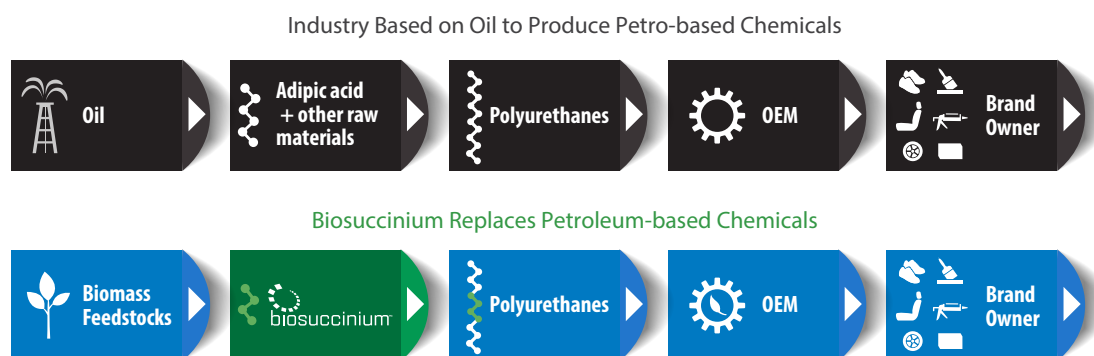 Industry Based on Oil to Produce Petro-based Chemicals
Oil
Adipic acid
+ other raw
materials
Polyurethanes
OEM
Brand
Owner
Biosuccinium Replaces Petroleum-based Chemicals
Biomass
Feedstocks
biosuccinium™
Polyurethanes
OEM
Brand
Owner